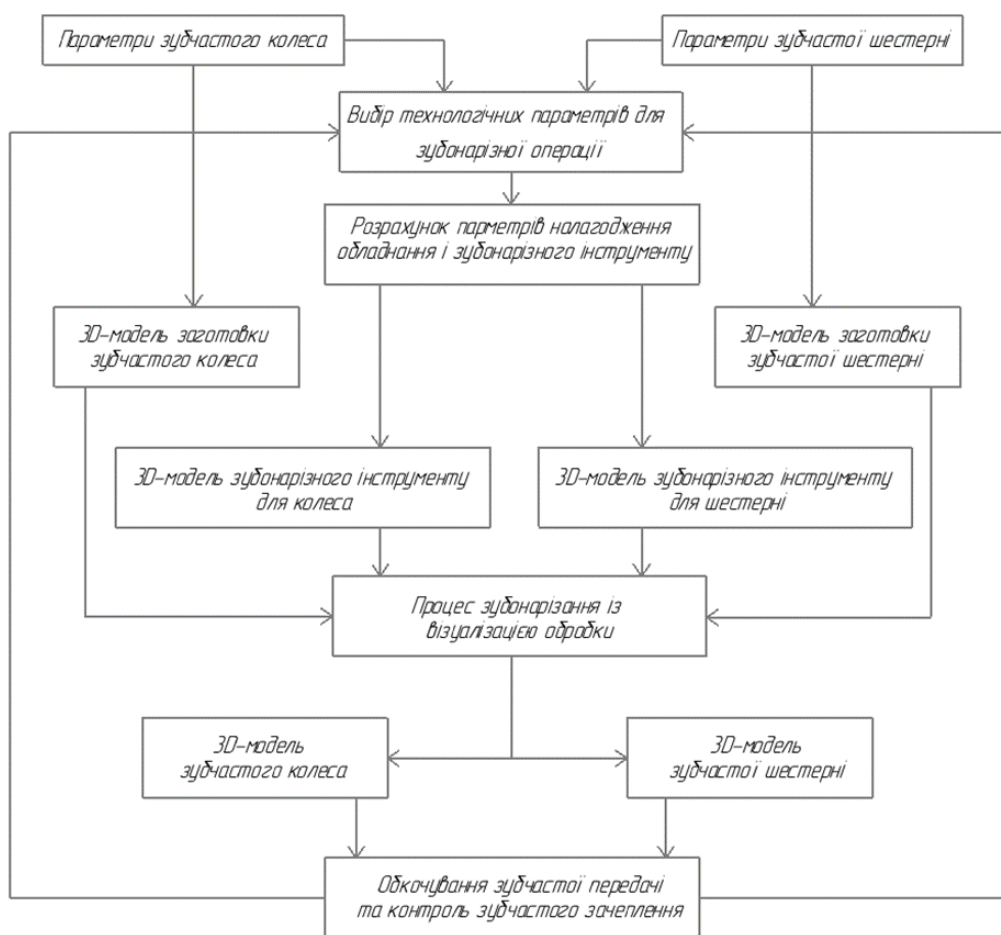 Параметри зубчастого колеса
Параметри зубчастої шестерні
Вибір технологічних параметрів для
зубонарізної операції
Розрахунок парметрів налагодження
обладнання і зубонарізного інструменту
3D-модель заготовки
зубчастого колеса
3D-модель заготовки
зубчастої шестерні
3D-модель зубонарізного інструменту
для колеса
3D-модель зубонарізного інструменту
для шестерні
Процес зубонарізання із
візуалізацією обробки
3D-модель
зубчастого колеса
3D-модель
зубчастої шестерні
Обкочування зубчастої передачі
та контроль зубчастого зачеплення